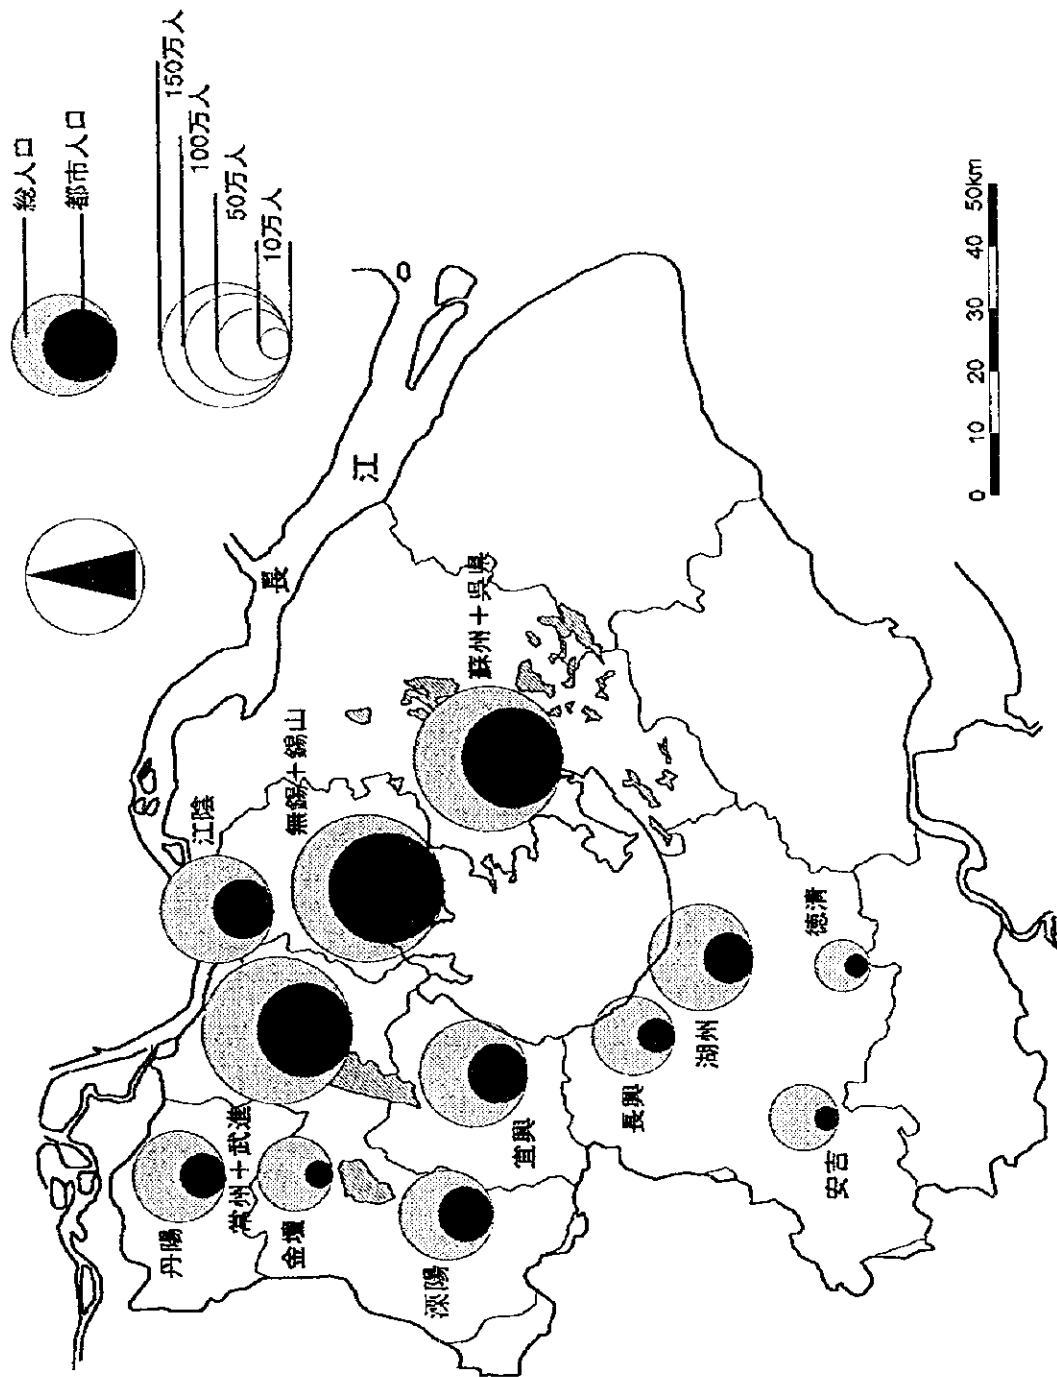 総人口
都市人口
150万人
100万人
50万人
10万人
長
江
丹陽
常州＋武進
江陰
無錫＋錫山
蘇州＋呉県
金壇
溧陽
宜興
長興
湖州
徳清
安吉
0 10 20 30 40 50km